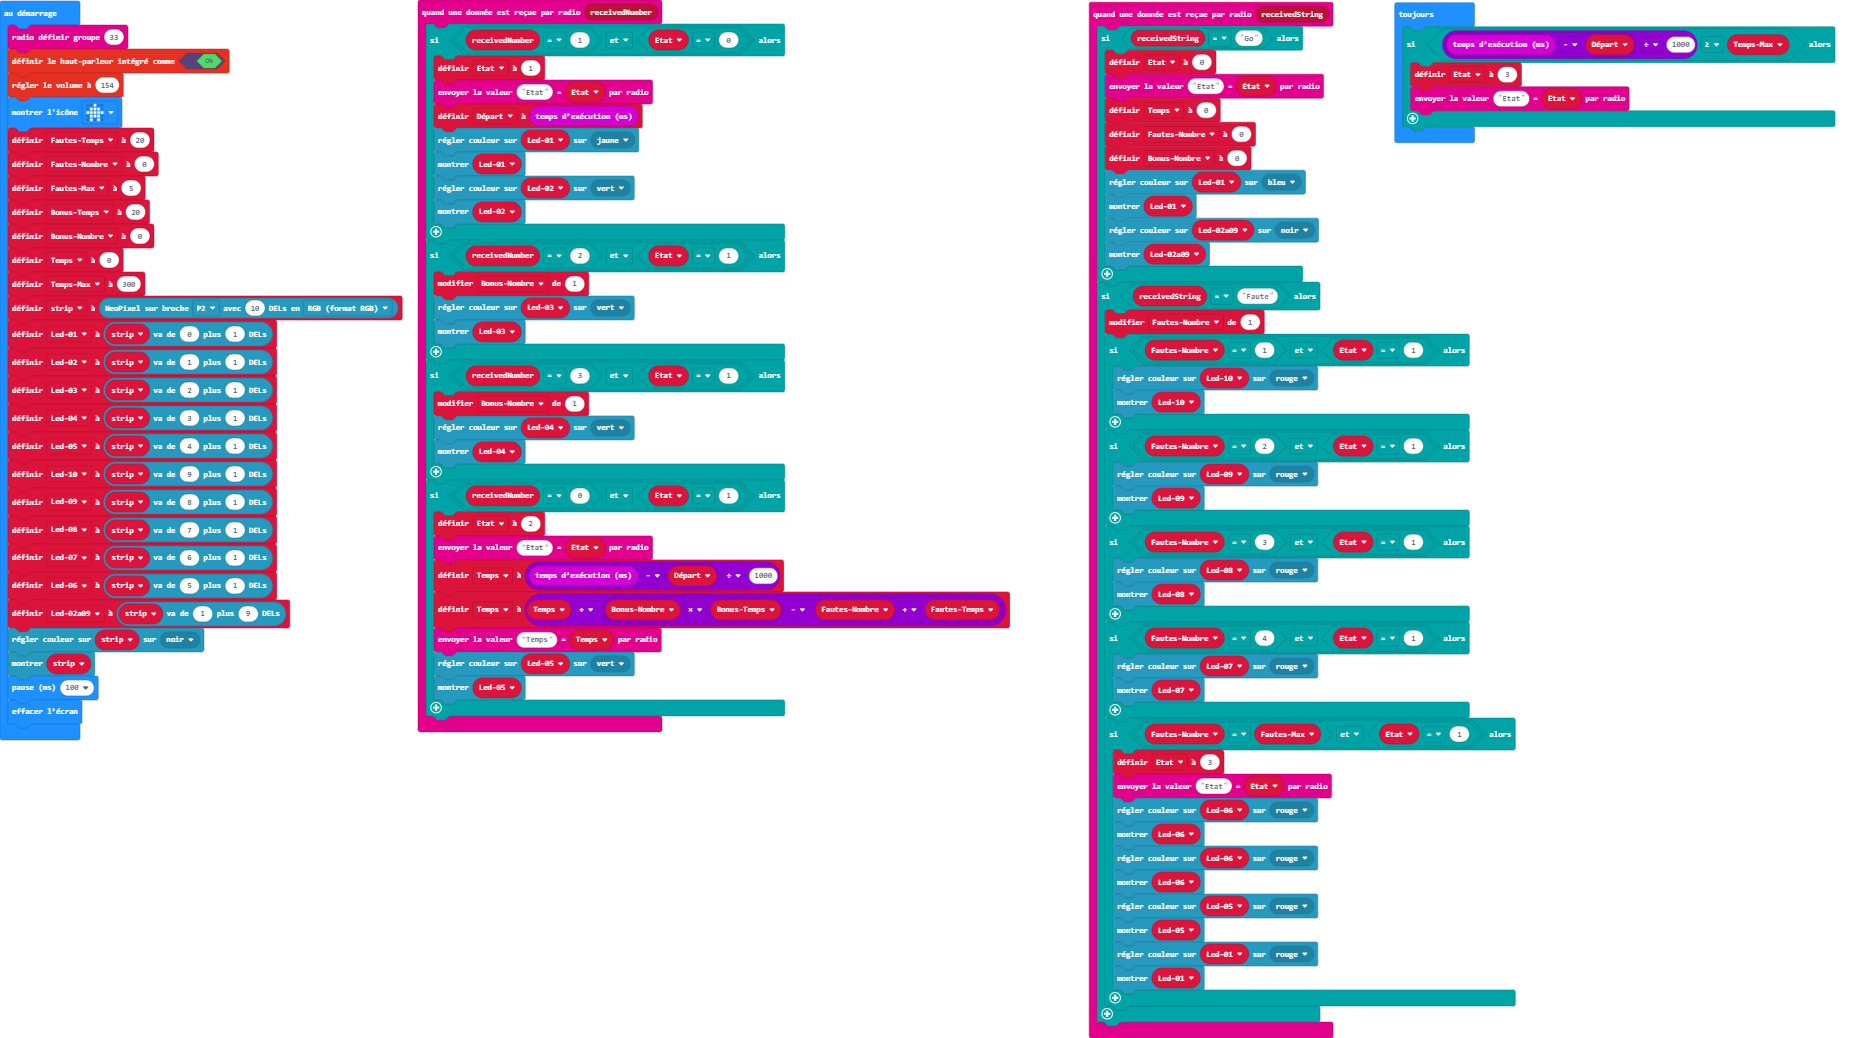 au démarrage
radio définir groupe 33
définir le haut-parleur intégré comme ON
régler le volume à 154
montrer l'icône
définir Fautes-Temps à 20
définir Fautes-Nombre à 0
définir Fautes-Max à 5
définir Bonus-Temps à 20
définir Bonus-Nombre à 0
définir Temps à 0
définir Temps-Max à 300
définir strip à NeoPixel sur broche P2 avec 10 DELs en RGB (format RGB)
définir Led-01 à strip va de 0 plus 1 DELs
définir Led-02 à strip va de 1 plus 1 DELs
définir Led-03 à strip va de 2 plus 1 DELs
définir Led-04 à strip va de 3 plus 1 DELs
définir Led-05 à strip va de 4 plus 1 DELs
définir Led-10 à strip va de 9 plus 1 DELs
définir Led-09 à strip va de 8 plus 1 DELs
définir Led-08 à strip va de 7 plus 1 DELs
définir Led-07 à strip va de 6 plus 1 DELs
définir Led-06 à strip va de 5 plus 1 DELs
définir Led-02a09 à strip va de 1 plus 9 DELs
régler couleur sur strip sur noir
montrer strip
pause (ms) 100
effacer l'écran
quand une donnée est reçue par radio receivedNumber
si receivedNumber = 1 et Etat = 0 alors
définir Etat à 1
envoyer la valeur "Etat" = Etat par radio
définir Départ à temps d'exécution (ms)
régler couleur sur Led-01 sur jaune
montrer Led-01
régler couleur sur Led-02 sur vert
montrer Led-02
si receivedNumber = 2 et Etat = 1 alors
modifier Bonus-Nombre de 1
régler couleur sur Led-03 sur vert
montrer Led-03
si receivedNumber = 3 et Etat = 1 alors
modifier Bonus-Nombre de 1
régler couleur sur Led-04 sur vert
montrer Led-04
si receivedNumber = 0 et Etat = 1 alors
définir Etat à 2
envoyer la valeur "Etat" = Etat par radio
définir Temps à temps d'exécution (ms) - Départ ÷ 1000
définir Temps à Temps + Bonus-Nombre × Bonus-Temps - Fautes-Nombre ÷ Fautes-Temps
envoyer la valeur "Temps" = Temps par radio
régler couleur sur Led-05 sur vert
montrer Led-05
quand une donnée est reçue par radio receivedString
si receivedString = "Go" alors
définir Etat à 0
envoyer la valeur "Etat" = Etat par radio
définir Temps à 0
définir Fautes-Nombre à 0
définir Bonus-Nombre à 0
régler couleur sur Led-01 sur bleu
montrer Led-01
régler couleur sur Led-02a09 sur noir
montrer Led-02a09
si receivedString = "Faute" alors
modifier Fautes-Nombre de 1
si Fautes-Nombre = 1 et Etat = 1 alors
régler couleur sur Led-10 sur rouge
montrer Led-10
si Fautes-Nombre = 2 et Etat = 1 alors
régler couleur sur Led-09 sur rouge
montrer Led-09
si Fautes-Nombre = 3 et Etat = 1 alors
régler couleur sur Led-08 sur rouge
montrer Led-08
si Fautes-Nombre = 4 et Etat = 1 alors
régler couleur sur Led-07 sur rouge
montrer Led-07
si Fautes-Nombre = Fautes-Max et Etat = 1 alors
définir Etat à 3
envoyer la valeur "Etat" = Etat par radio
régler couleur sur Led-06 sur rouge
montrer Led-06
régler couleur sur Led-06 sur rouge
montrer Led-06
régler couleur sur Led-05 sur rouge
montrer Led-05
régler couleur sur Led-01 sur rouge
montrer Led-01
toujours
si temps d'exécution (ms) - Départ ÷ 1000 ≥ Temps-Max alors
définir Etat à 3
envoyer la valeur "Etat" = Etat par radio